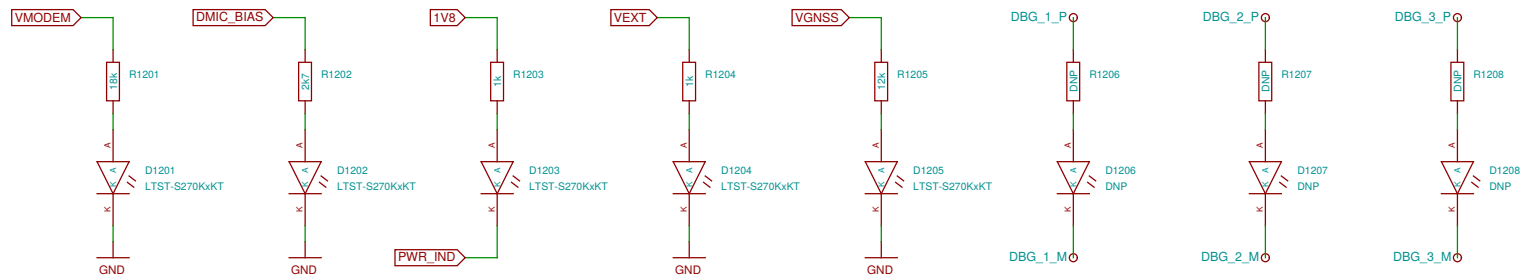 VMODEM DMIC_BIAS 1V8 VEXT VGNSS DBG_1_P DBG_2_P DBG_3_P
18k R1201 2k7 R1202 1k R1203 1k R1204 12k R1205 DNP R1206 DNP R1207 DNP R1208
A A A A A A A A
A D1201 A D1202 A D1203 A D1204 A D1205 A D1206 A D1207 A D1208
K LTST-S270KxKT K LTST-S270KxKT K LTST-S270KxKT K LTST-S270KxKT K LTST-S270KxKT K DNP K DNP K DNP
K K K K K K K K
PWR_IND DBG_1_M DBG_2_M DBG_3_M
GND GND GND GND